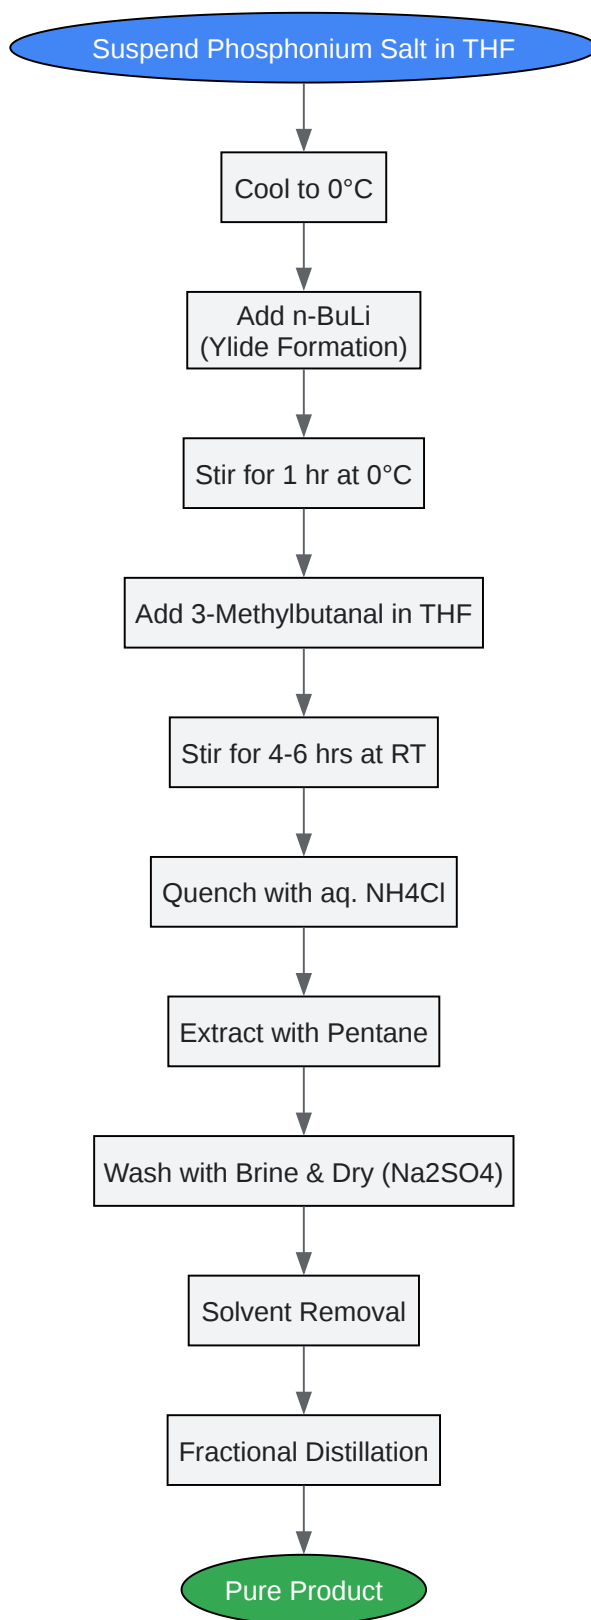 Suspend Phosphonium Salt in THF
Cool to 0°C
Add n-BuLi
(Ylide Formation)
Stir for 1 hr at 0°C
Add 3-Methylbutanal in THF
Stir for 4-6 hrs at RT
Quench with aq. NH4Cl
Extract with Pentane
Wash with Brine & Dry (Na2SO4)
Solvent Removal
Fractional Distillation
Pure Product